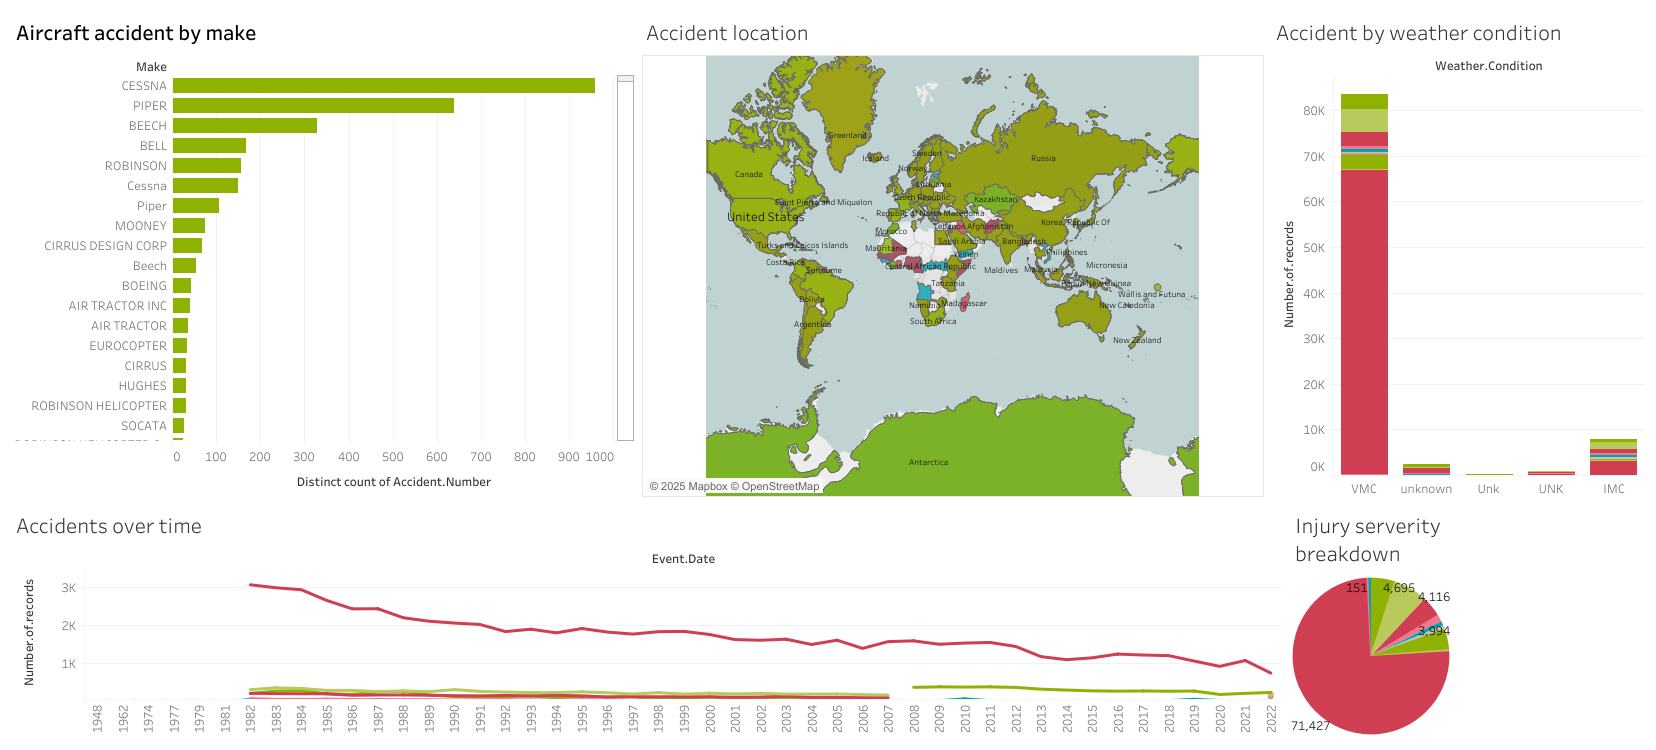 Aircraft accident by make
Make
CESSNA
PIPER
BEECH
BELL
ROBINSON
Cessna
Piper
MOONEY
CIRRUS DESIGN CORP
Beech
BOEING
AIR TRACTOR INC
AIR TRACTOR
EUROCOPTER
CIRRUS
HUGHES
ROBINSON HELICOPTER
SOCATA
0 100 200 300 400 500 600 700 800 900 1000
Distinct count of Accident.Number
Accident location
Greenland
Iceland
Sweden
Norway
Russia
Canada
Lithuania
Czech Republic
Kazakhstan
Saint Pierre and Miquelon
United States
Republic of North Macedonia
Korea, Republic Of
Morocco
Lebanon
Afghanistan
Turks and Caicos Islands
Mauritania
Saudi Arabia
Bangladesh
Yemen
Philippines
Costa Rica
Suriname
Central African Republic
Maldives
Malaysia
Micronesia
Tanzania
Papua New Guinea
Wallis and Futuna
Bolivia
Namibia
Madagascar
New Caledonia
Argentina
South Africa
New Zealand
Antarctica
© 2025 Mapbox © OpenStreetMap
Accident by weather condition
Weather.Condition
Number.of.records
80K
70K
60K
50K
40K
30K
20K
10K
0K
VMC unknown Unk UNK IMC
Accidents over time
Event.Date
Number.of.records
3K
2K
1K
1948 1962 1974 1977 1979 1981 1982 1983 1984 1985 1986 1987 1988 1989 1990 1991 1992 1993 1994 1995 1996 1997 1998 1999 2000 2001 2002 2003 2004 2005 2006 2007 2008 2009 2010 2011 2012 2013 2014 2015 2016 2017 2018 2019 2020 2021 2022
Injury serverity
breakdown
151
4,695
4,116
3,994
71,427